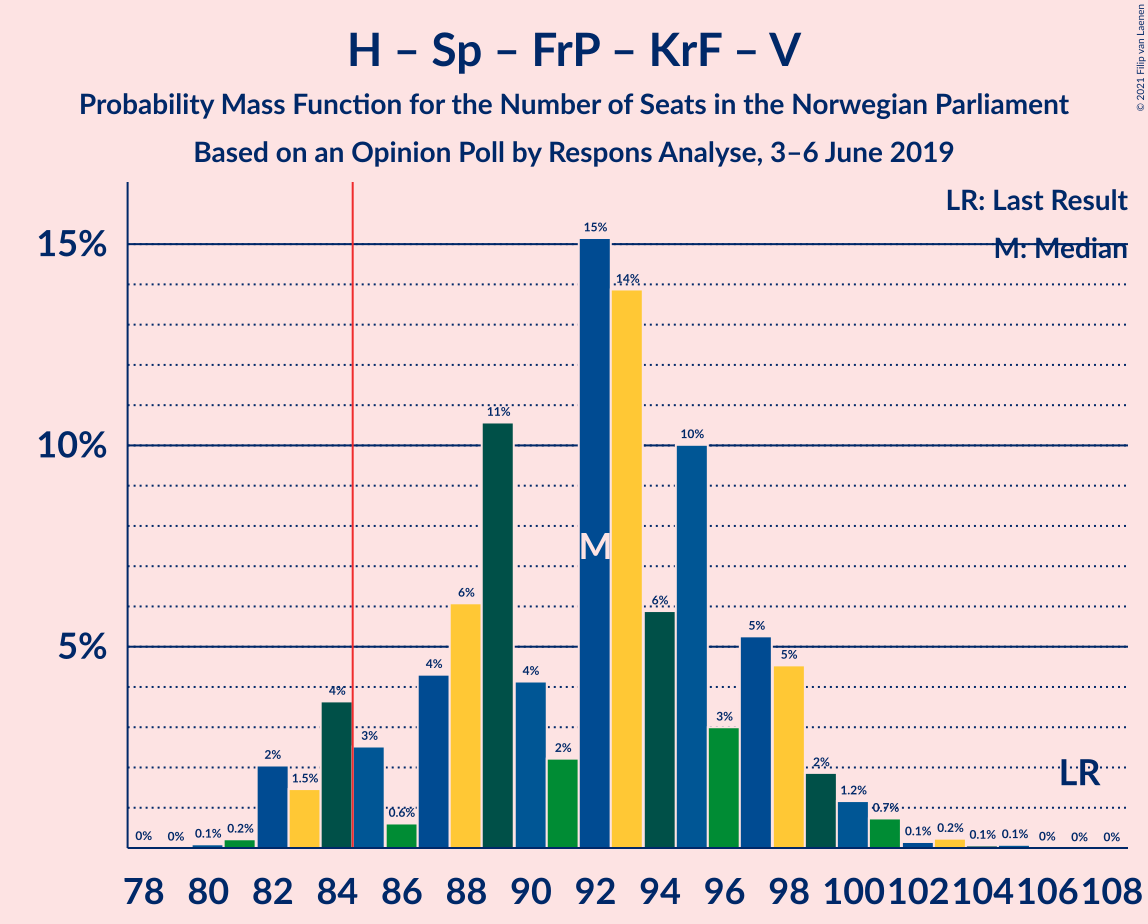 H – Sp – FrP – KrF – V
Probability Mass Function for the Number of Seats in the Norwegian Parliament
Based on an Opinion Poll by Respons Analyse, 3–6 June 2019
© 2021 Filip van Laenen
LR: Last Result
M: Median
15%
10%
5%
0% 0% 0.1% 0.2% 2% 1.5% 4% 3% 0.6% 4% 6% 11% 4% 2% 15% 14% 6% 10% 3% 5% 5% 2% 1.2% 0.7% 0.1% 0.2% 0.1% 0.1% 0% 0% 0%
M
LR
78 80 82 84 86 88 90 92 94 96 98 100 102 104 106 108